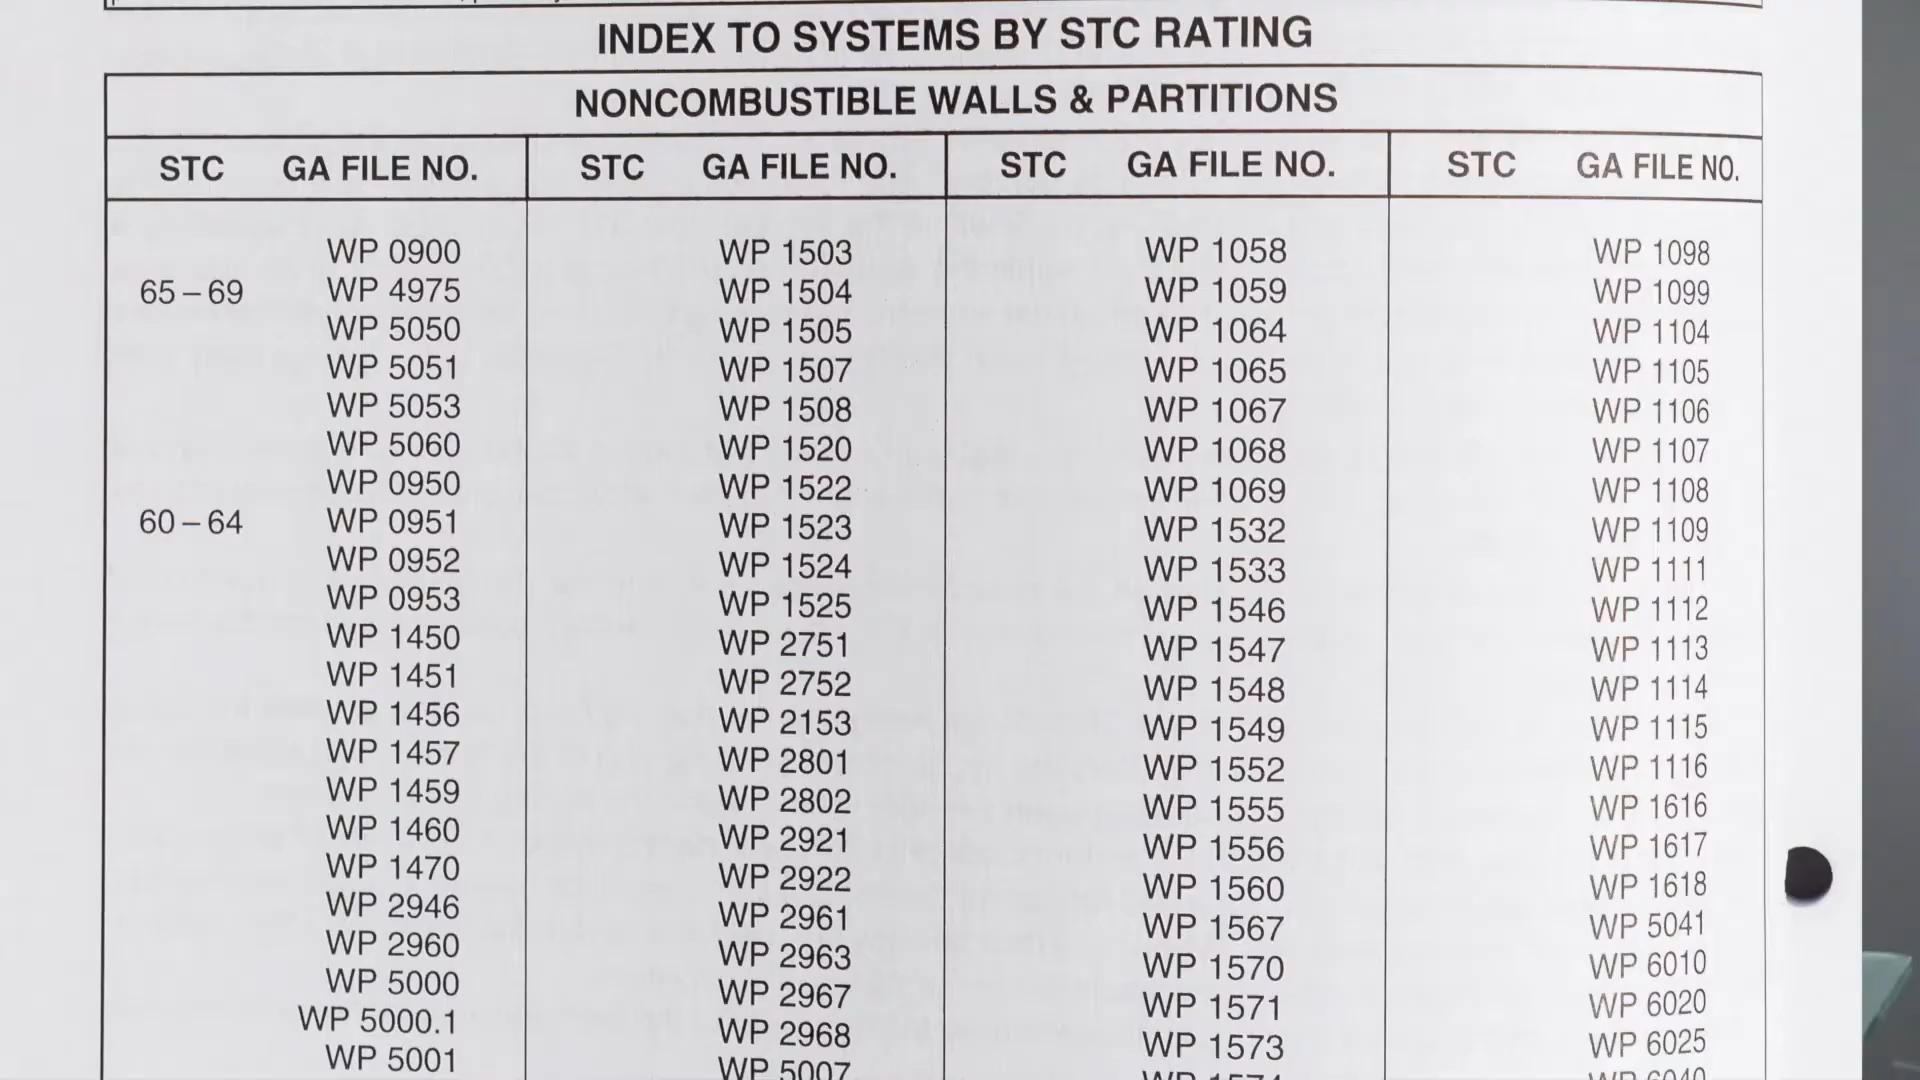 INDEX TO SYSTEMS BY STC RATING
NONCOMBUSTIBLE WALLS & PARTITIONS
STC GA FILE NO. STC GA FILE NO. STC GA FILE NO. STC GA FILE NO.
WP 0900 WP 1503 WP 1058 WP 1098
65–69 WP 4975 WP 1504 WP 1059 WP 1099
WP 5050 WP 1505 WP 1064 WP 1104
WP 5051 WP 1507 WP 1065 WP 1105
WP 5053 WP 1508 WP 1067 WP 1106
WP 5060 WP 1520 WP 1068 WP 1107
WP 0950 WP 1522 WP 1069 WP 1108
60–64 WP 0951 WP 1523 WP 1532 WP 1109
WP 0952 WP 1524 WP 1533 WP 1111
WP 0953 WP 1525 WP 1546 WP 1112
WP 1450 WP 2751 WP 1547 WP 1113
WP 1451 WP 2752 WP 1548 WP 1114
WP 1456 WP 2153 WP 1549 WP 1115
WP 1457 WP 2801 WP 1552 WP 1116
WP 1459 WP 2802 WP 1555 WP 1616
WP 1460 WP 2921 WP 1556 WP 1617
WP 1470 WP 2922 WP 1560 WP 1618
WP 2946 WP 2961 WP 1567 WP 5041
WP 2960 WP 2963 WP 1570 WP 6010
WP 5000 WP 2967 WP 1571 WP 6020
WP 5000.1 WP 2968 WP 1573 WP 6025
WP 5001 WP 5007